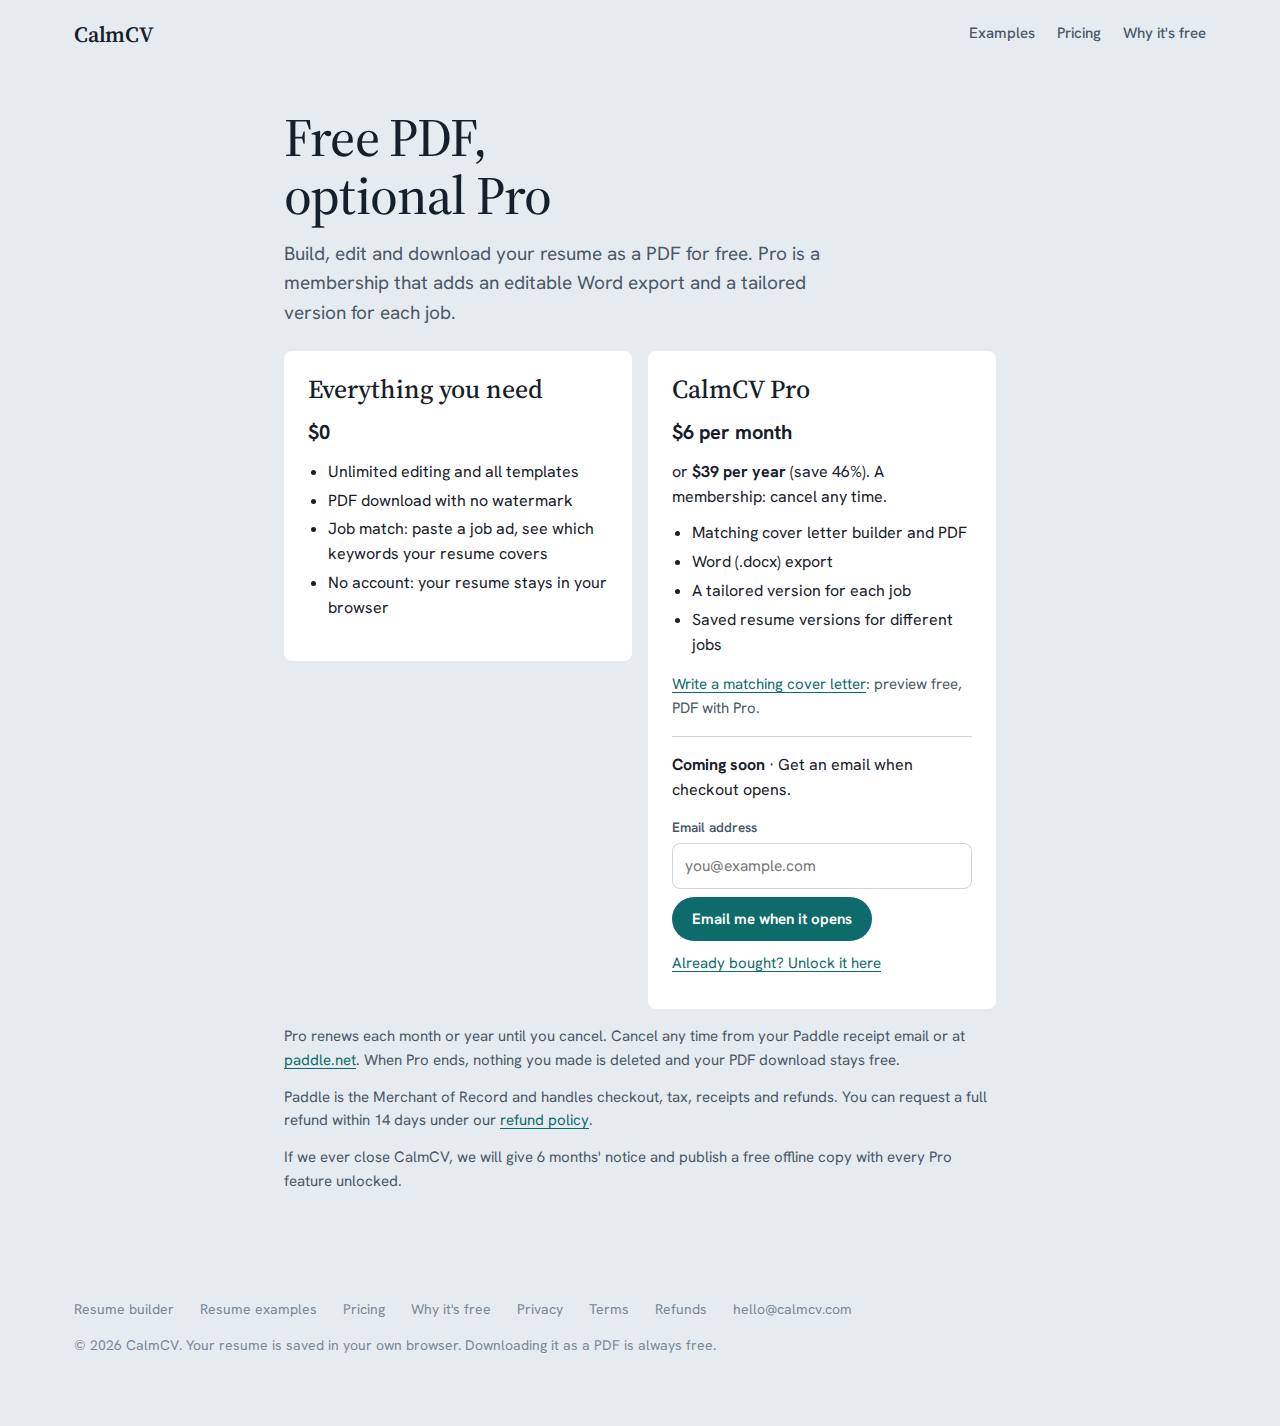 CalmCV
Examples
Pricing
Why it's free
Free PDF,
optional Pro
Build, edit and download your resume as a PDF for free. Pro is a
membership that adds an editable Word export and a tailored
version for each job.
Everything you need
$0
• Unlimited editing and all templates
• PDF download with no watermark
• Job match: paste a job ad, see which
keywords your resume covers
• No account: your resume stays in your
browser
CalmCV Pro
$6 per month
or $39 per year (save 46%). A
membership: cancel any time.
• Matching cover letter builder and PDF
• Word (.docx) export
• A tailored version for each job
• Saved resume versions for different
jobs
Write a matching cover letter: preview free,
PDF with Pro.
Coming soon · Get an email when
checkout opens.
Email address
you@example.com
Email me when it opens
Already bought? Unlock it here
Pro renews each month or year until you cancel. Cancel any time from your Paddle receipt email or at
paddle.net. When Pro ends, nothing you made is deleted and your PDF download stays free.
Paddle is the Merchant of Record and handles checkout, tax, receipts and refunds. You can request a full
refund within 14 days under our refund policy.
If we ever close CalmCV, we will give 6 months' notice and publish a free offline copy with every Pro
feature unlocked.
Resume builder
Resume examples
Pricing
Why it's free
Privacy
Terms
Refunds
hello@calmcv.com
© 2026 CalmCV. Your resume is saved in your own browser. Downloading it as a PDF is always free.